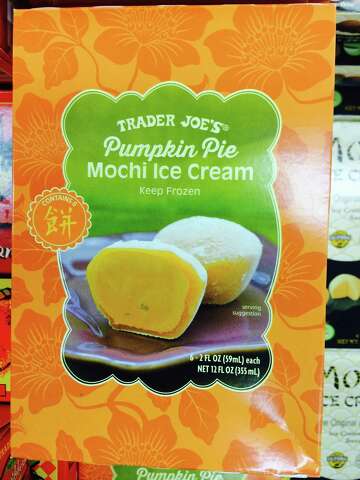 TRADER JOE'S®
Pumpkin Pie
Mochi Ice Cream
Keep Frozen
CONTAINS 6
餅
serving
suggestion
6 - 2 FL OZ (59mL) each
NET 12 FL OZ (355 mL)
Pumpkin Pie